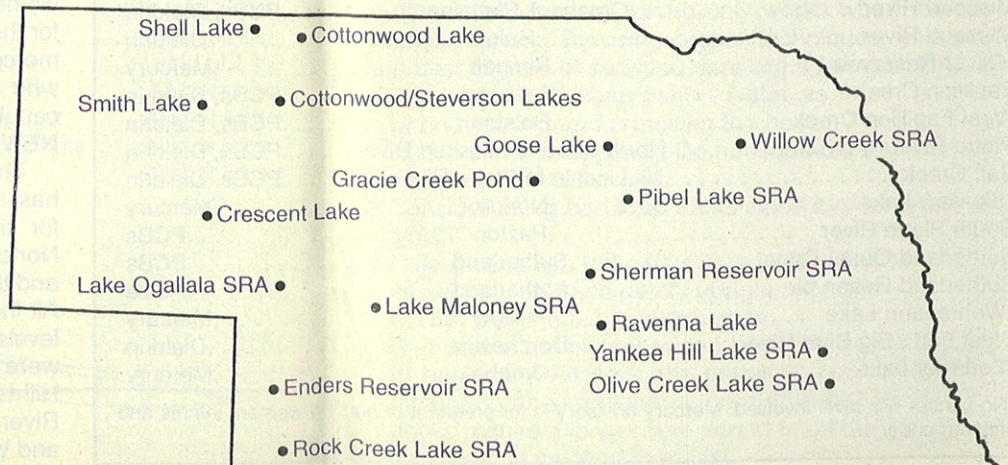 Shell Lake
Cottonwood Lake
Smith Lake
Cottonwood/Steverson Lakes
Goose Lake
Willow Creek SRA
Gracie Creek Pond
Pibel Lake SRA
Crescent Lake
Sherman Reservoir SRA
Lake Ogallala SRA
Lake Maloney SRA
Ravenna Lake
Yankee Hill Lake SRA
Enders Reservoir SRA
Olive Creek Lake SRA
Rock Creek Lake SRA